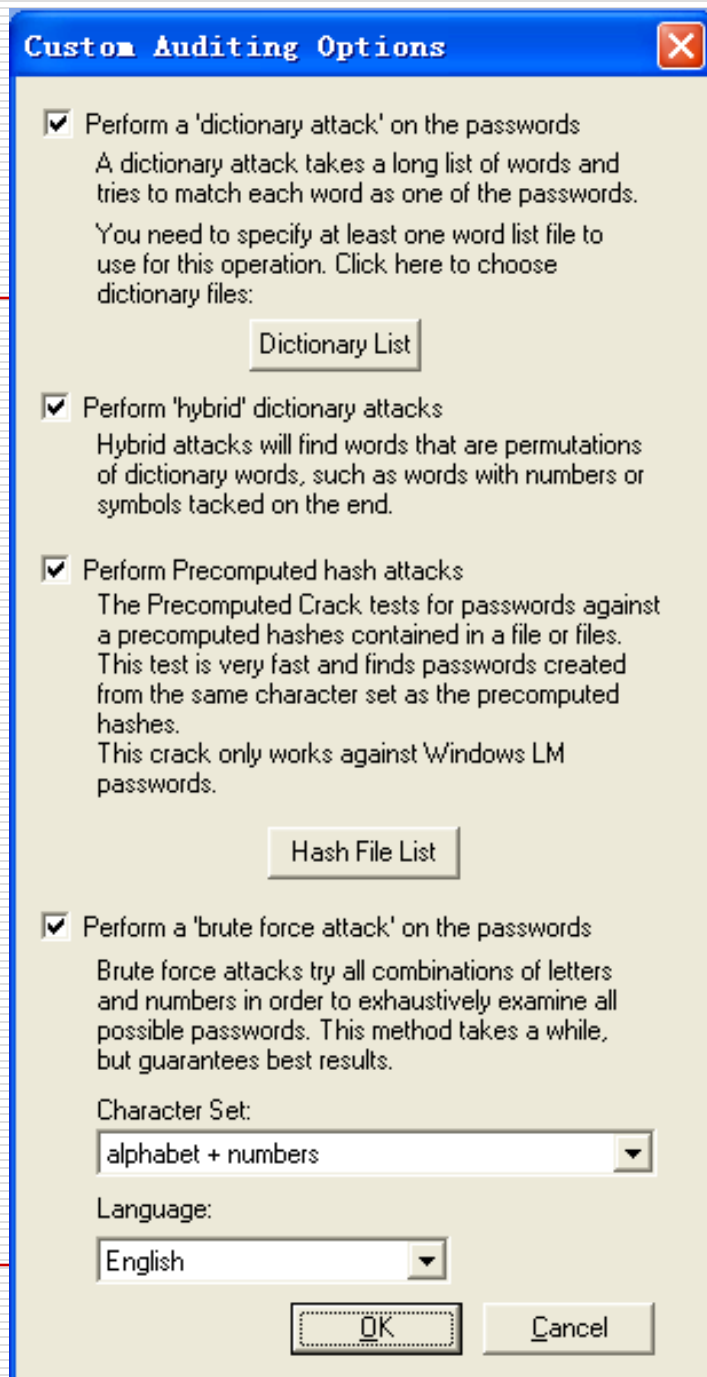 Custom Auditing Options
Perform a 'dictionary attack' on the passwords
A dictionary attack takes a long list of words and
tries to match each word as one of the passwords.
You need to specify at least one word list file to
use for this operation. Click here to choose
dictionary files:
Dictionary List
Perform 'hybrid' dictionary attacks
Hybrid attacks will find words that are permutations
of dictionary words, such as words with numbers or
symbols tacked on the end.
Perform Precomputed hash attacks
The Precomputed Crack tests for passwords against
a precomputed hashes contained in a file or files.
This test is very fast and finds passwords created
from the same character set as the precomputed
hashes.
This crack only works against Windows LM
passwords.
Hash File List
Perform a 'brute force attack' on the passwords
Brute force attacks try all combinations of letters
and numbers in order to exhaustively examine all
possible passwords. This method takes a while,
but guarantees best results.
Character Set:
alphabet + numbers
Language:
English
OK
Cancel